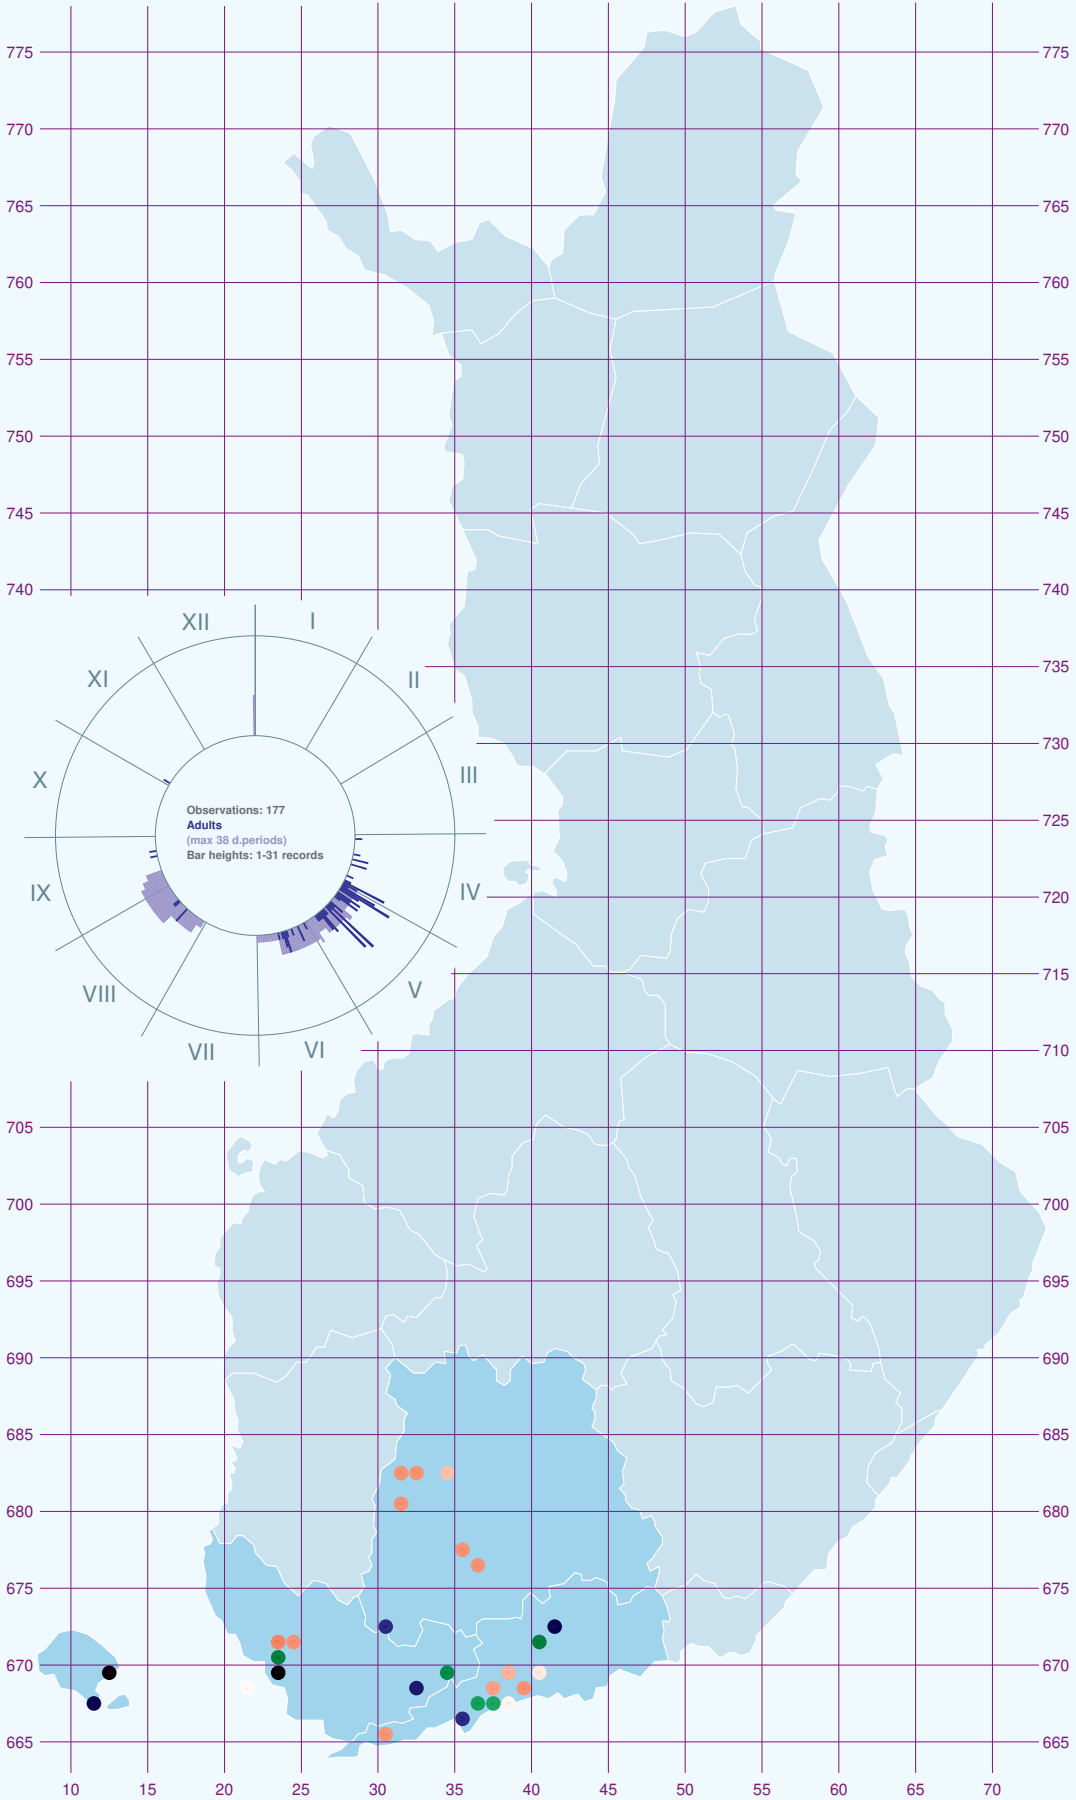 775 775
770 770
765 765
760 760
755 755
750 750
745 745
740 740
XII I
735
XI II
730
X III
Observations: 177
Adults
(max 38 d.periods)
Bar heights: 1-31 records
725
IX IV
720
VIII V
715
VII VI
710
705 705
700 700
695 695
690 690
685 685
680 680
675 675
670 670
665 665
10 15 20 25 30 35 40 45 50 55 60 65 70